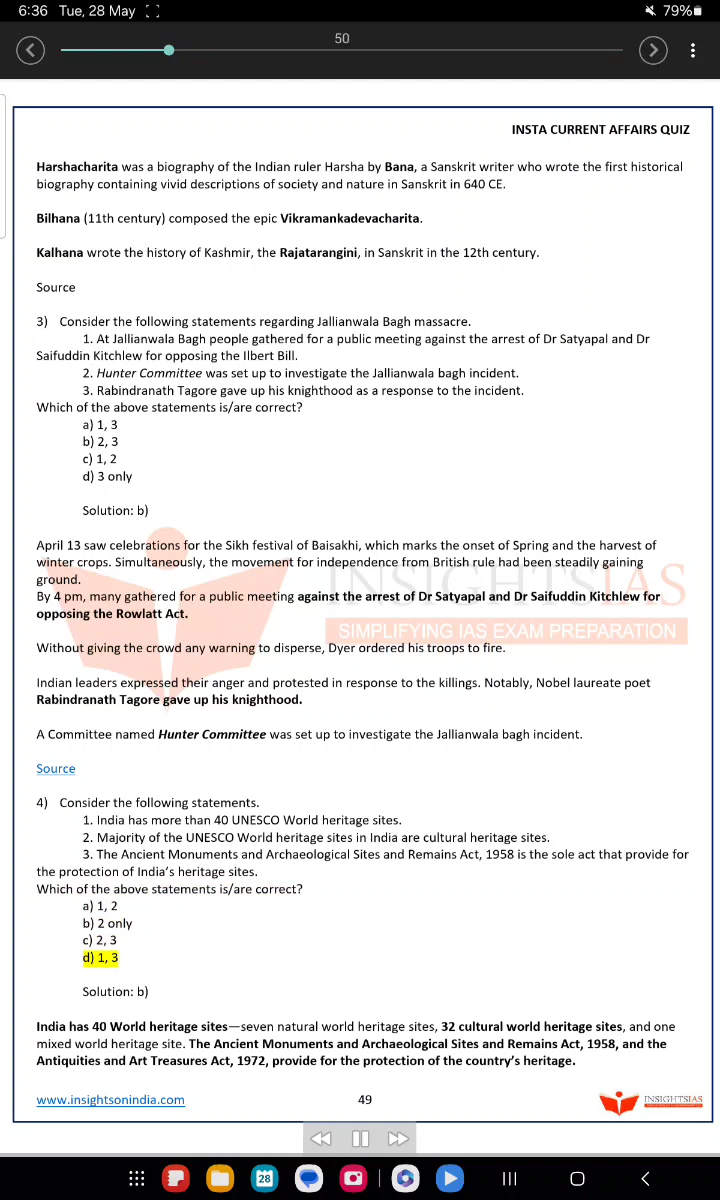 6:36 Tue, 28 May
79%
50
INSTA CURRENT AFFAIRS QUIZ
Harshacharita was a biography of the Indian ruler Harsha by Bana, a Sanskrit writer who wrote the first historical
biography containing vivid descriptions of society and nature in Sanskrit in 640 CE.
Bilhana (11th century) composed the epic Vikramankadevacharita.
Kalhana wrote the history of Kashmir, the Rajatarangini, in Sanskrit in the 12th century.
Source
3) Consider the following statements regarding Jallianwala Bagh massacre.
1. At Jallianwala Bagh people gathered for a public meeting against the arrest of Dr Satyapal and Dr
Saifuddin Kitchlew for opposing the Ilbert Bill.
2. Hunter Committee was set up to investigate the Jallianwala bagh incident.
3. Rabindranath Tagore gave up his knighthood as a response to the incident.
Which of the above statements is/are correct?
a) 1, 3
b) 2, 3
c) 1, 2
d) 3 only
Solution: b)
April 13 saw celebrations for the Sikh festival of Baisakhi, which marks the onset of Spring and the harvest of
winter crops. Simultaneously, the movement for independence from British rule had been steadily gaining
ground.
By 4 pm, many gathered for a public meeting against the arrest of Dr Satyapal and Dr Saifuddin Kitchlew for
opposing the Rowlatt Act.
INSIGHTSIAS
SIMPLIFYING IAS EXAM PREPARATION
Without giving the crowd any warning to disperse, Dyer ordered his troops to fire.
Indian leaders expressed their anger and protested in response to the killings. Notably, Nobel laureate poet
Rabindranath Tagore gave up his knighthood.
A Committee named Hunter Committee was set up to investigate the Jallianwala bagh incident.
Source
4) Consider the following statements.
1. India has more than 40 UNESCO World heritage sites.
2. Majority of the UNESCO World heritage sites in India are cultural heritage sites.
3. The Ancient Monuments and Archaeological Sites and Remains Act, 1958 is the sole act that provide for
the protection of India's heritage sites.
Which of the above statements is/are correct?
a) 1, 2
b) 2 only
c) 2, 3
d) 1, 3
Solution: b)
India has 40 World heritage sites—seven natural world heritage sites, 32 cultural world heritage sites, and one
mixed world heritage site. The Ancient Monuments and Archaeological Sites and Remains Act, 1958, and the
Antiquities and Art Treasures Act, 1972, provide for the protection of the country's heritage.
www.insightsonindia.com
49
INSIGHTSIAS
28